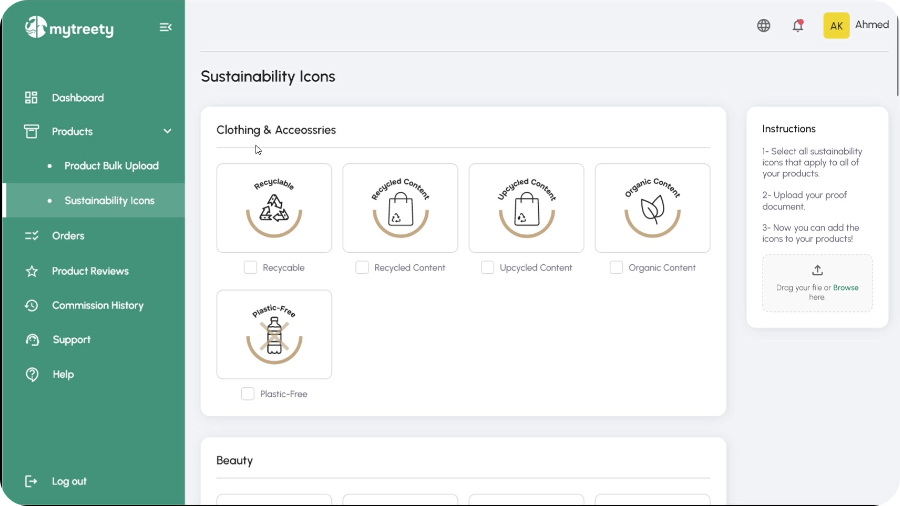 mytreety
AK
Ahmed
Dashboard
Products
Product Bulk Upload
Sustainability Icons
Orders
Product Reviews
Commission History
Support
Help
Log out
Sustainability Icons
Clothing & Acceossries
Recyclable
Recycled Content
Upcycled Content
Organic Content
Recycable
Recycled Content
Upcycled Content
Organic Content
Plastic-Free
Plastic-Free
Beauty
Instructions
1- Select all sustainability
icons that apply to all of
your products.
2- Upload your proof
document.
3- Now you can add the
icons to your products!
Drag your file or Browse
here.